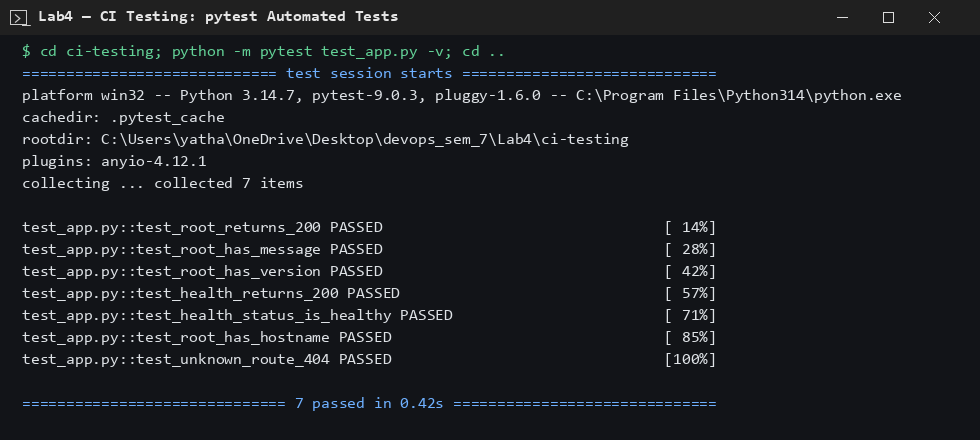 Lab4 — CI Testing: pytest Automated Tests
$ cd ci-testing; python -m pytest test_app.py -v; cd ..
============================= test session starts =============================
platform win32 -- Python 3.14.7, pytest-9.0.3, pluggy-1.6.0 -- C:\Program Files\Python314\python.exe
cachedir: .pytest_cache
rootdir: C:\Users\yatha\OneDrive\Desktop\devops_sem_7\Lab4\ci-testing
plugins: anyio-4.12.1
collecting ... collected 7 items
test_app.py::test_root_returns_200 PASSED                                [ 14%]
test_app.py::test_root_has_message PASSED                                [ 28%]
test_app.py::test_root_has_version PASSED                                [ 42%]
test_app.py::test_health_returns_200 PASSED                              [ 57%]
test_app.py::test_health_status_is_healthy PASSED                        [ 71%]
test_app.py::test_root_has_hostname PASSED                               [ 85%]
test_app.py::test_unknown_route_404 PASSED                               [100%]
============================== 7 passed in 0.42s ==============================